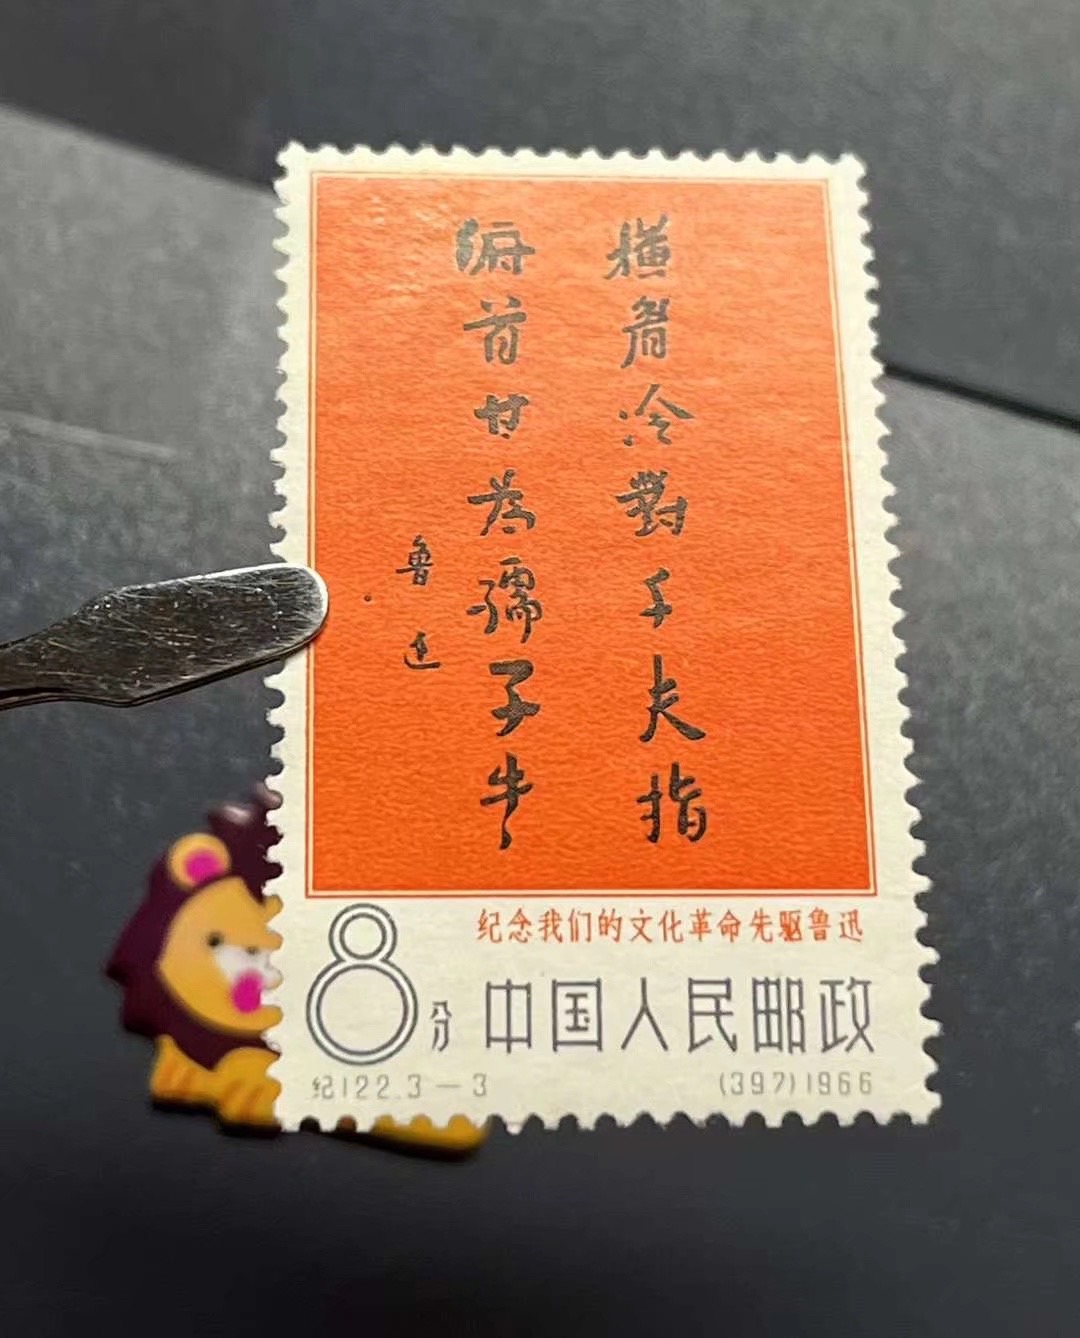 横眉冷對千夫指
俯首甘为孺子牛
鲁迅
纪念我们的文化革命先驱鲁迅
8分 中国人民邮政
纪122.3－3 (397)1966